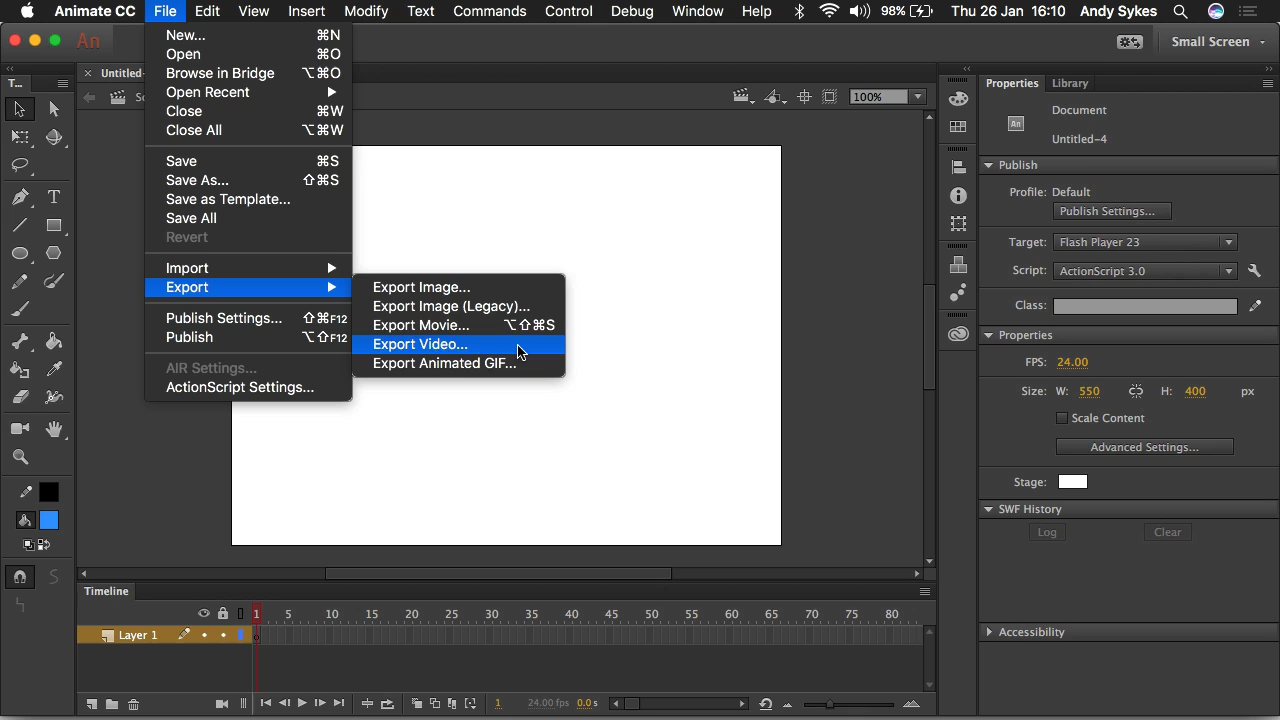 Animate CC File Edit View Insert Modify Text Commands Control Debug Window Help 98% Thu 26 Jan 16:10 Andy Sykes
An Small Screen
New... ⌘N
Open ⌘O
Browse in Bridge ⌥⌘O
Open Recent
Close ⌘W
Close All ⌥⌘W
Save ⌘S
Save As... ⇧⌘S
Save as Template...
Save All
Revert
Import
Export
Publish Settings... ⇧⌘F12
Publish ⌥⇧F12
AIR Settings...
ActionScript Settings...
Export Image...
Export Image (Legacy)...
Export Movie... ⌥⇧⌘S
Export Video...
Export Animated GIF...
T...
Untitled-
100%
Properties Library
An Document
Untitled-4
Publish
Profile: Default
Publish Settings...
Target: Flash Player 23
Script: ActionScript 3.0
Class:
Properties
FPS: 24.00
Size: W: 550 H: 400 px
Scale Content
Advanced Settings...
Stage:
SWF History
Log Clear
Accessibility
Timeline
1 5 10 15 20 25 30 35 40 45 50 55 60 65 70 75 80
Layer 1
1 24.00 fps 0.0 s